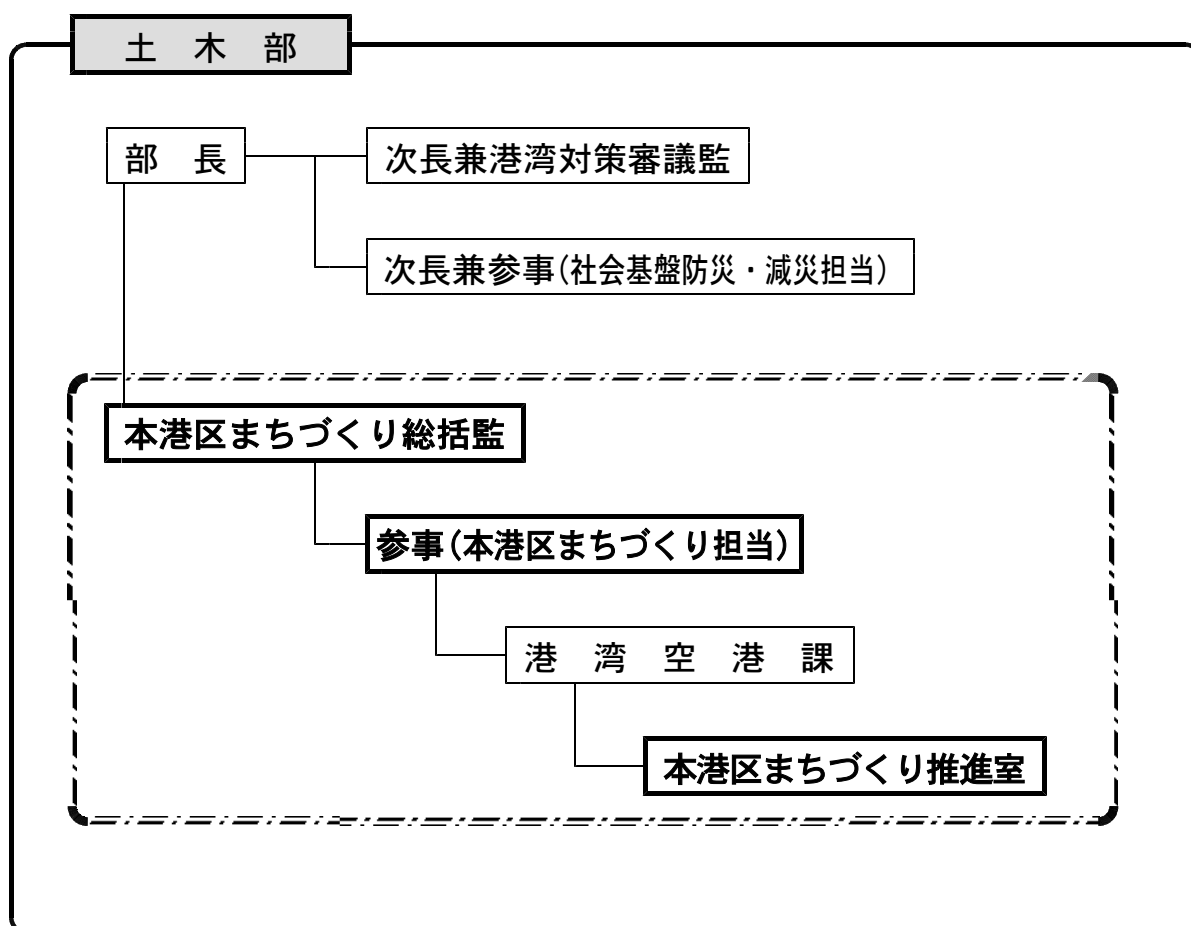 土 木 部
部 長
次長兼港湾対策審議監
次長兼参事(社会基盤防災・減災担当)
本港区まちづくり総括監
参事(本港区まちづくり担当)
港 湾 空 港 課
本港区まちづくり推進室